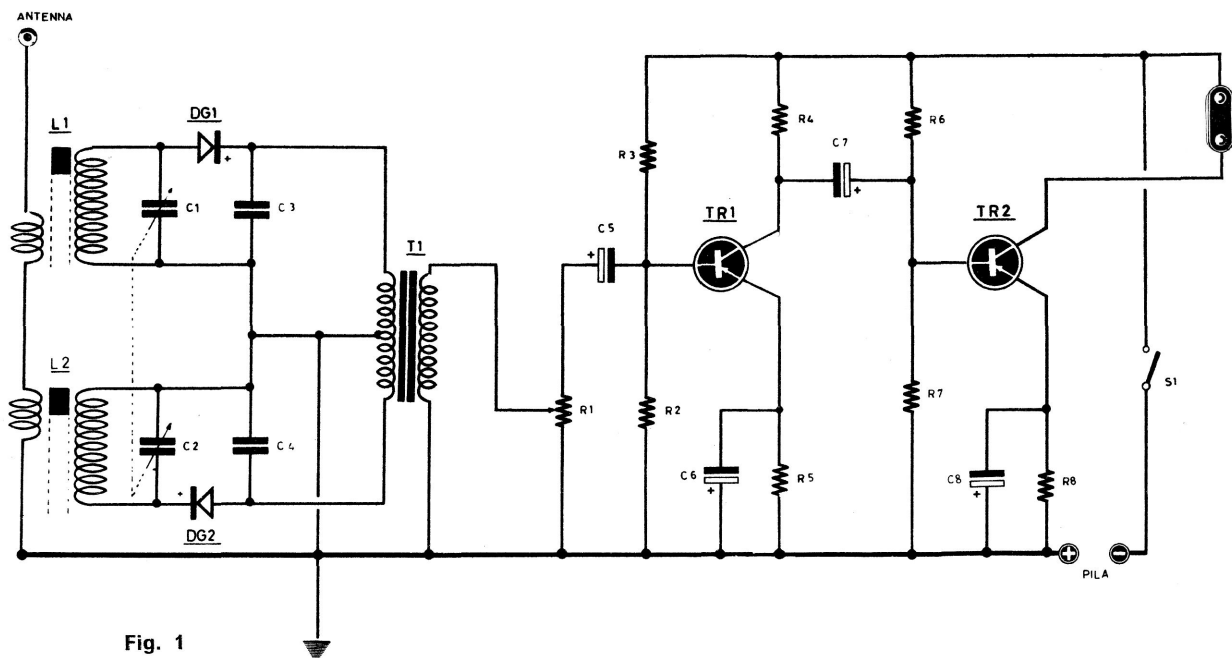 ANTENNA
L1
DG1
+
C1
C3
L2
C2
C4
+
DG2
T1
R1
+
C5
R3
R2
TR1
R4
C7
+
C6
+
R5
R6
R7
TR2
C8
+
R8
S1
+
-
PILA
Fig. 1